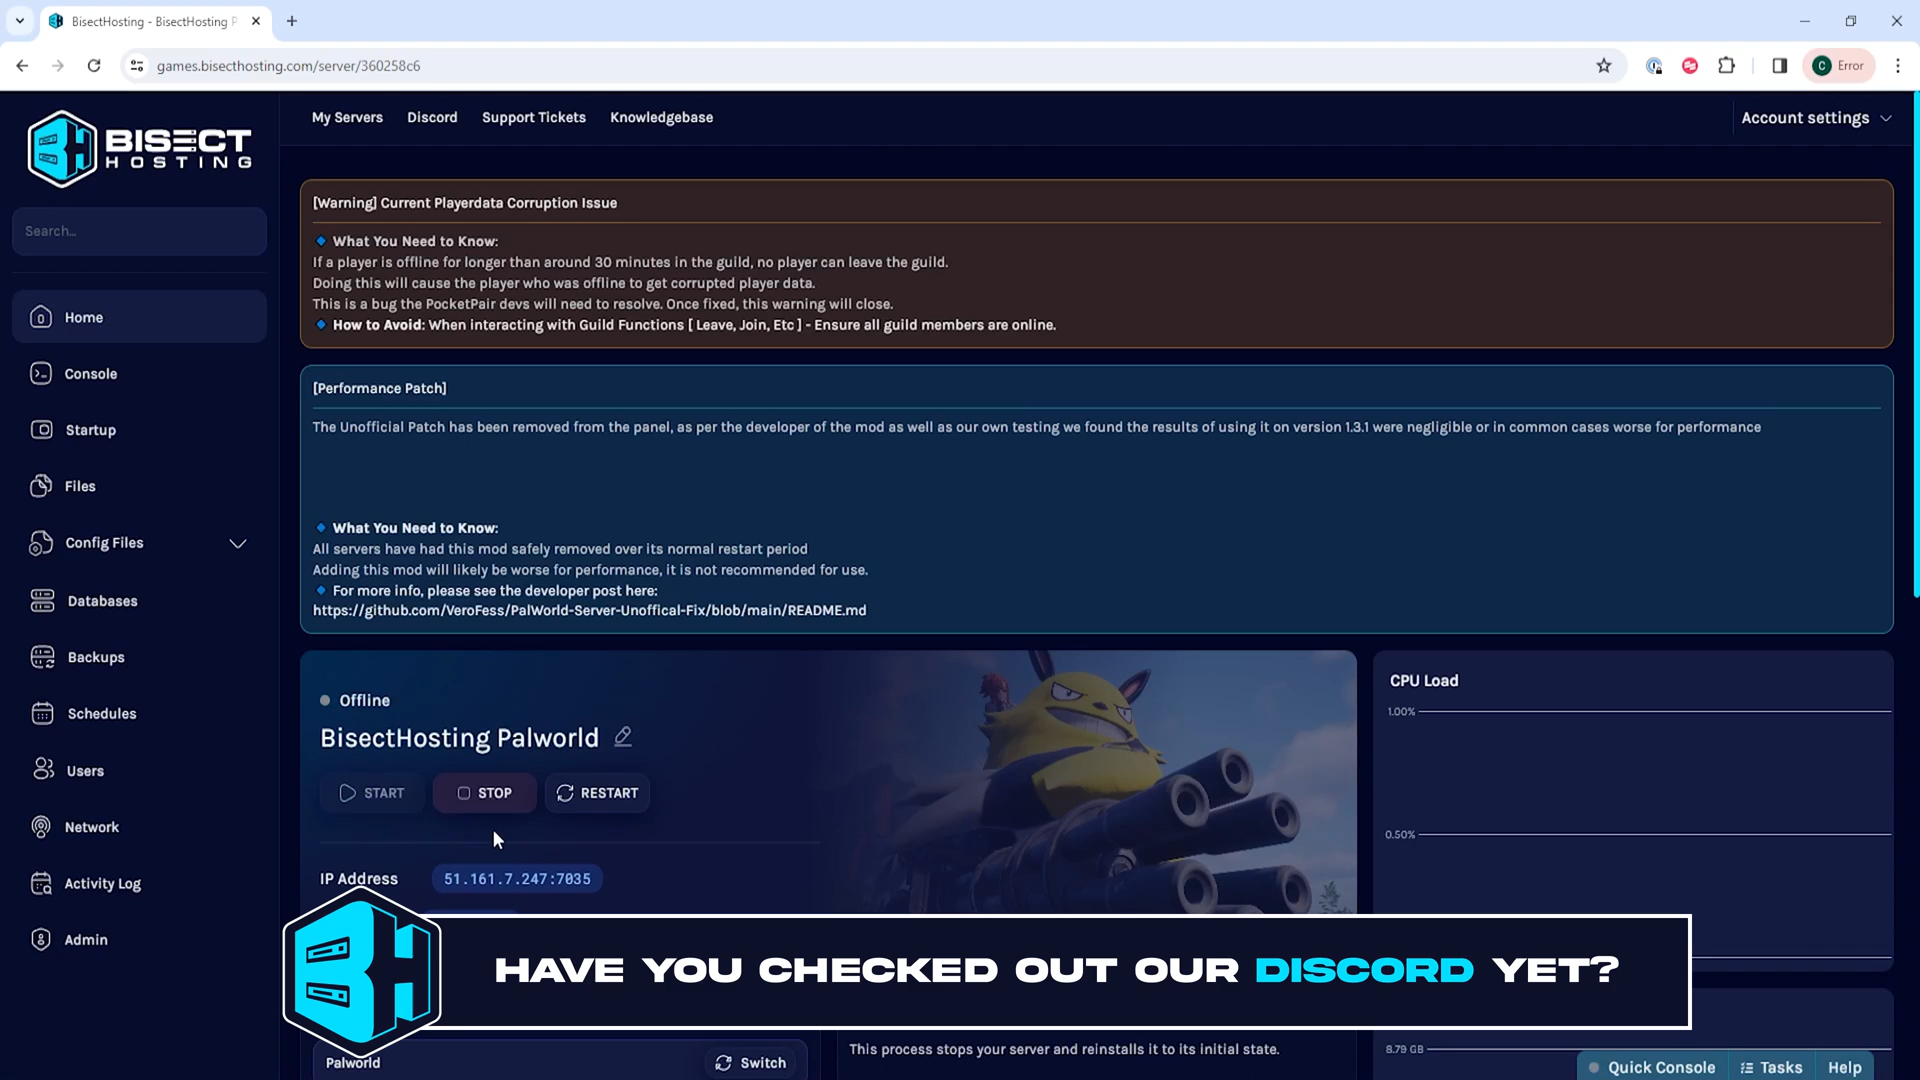 BisectHosting - BisectHosting P
games.bisecthosting.com/server/360258c6
C Error
BISECT
HOSTING
My Servers Discord Support Tickets Knowledgebase
Account settings
Search...
Home
Console
Startup
Files
Config Files
Databases
Backups
Schedules
Users
Network
Activity Log
Admin
[Warning] Current Playerdata Corruption Issue
What You Need to Know:
If a player is offline for longer than around 30 minutes in the guild, no player can leave the guild.
Doing this will cause the player who was offline to get corrupted player data.
This is a bug the PocketPair devs will need to resolve. Once fixed, this warning will close.
How to Avoid: When interacting with Guild Functions [ Leave, Join, Etc ] - Ensure all guild members are online.
[Performance Patch]
The Unofficial Patch has been removed from the panel, as per the developer of the mod as well as our own testing we found the results of using it on version 1.3.1 were negligible or in common cases worse for performance
What You Need to Know:
All servers have had this mod safely removed over its normal restart period
Adding this mod will likely be worse for performance, it is not recommended for use.
For more info, please see the developer post here:
https://github.com/VeroFess/PalWorld-Server-Unoffical-Fix/blob/main/README.md
Offline
BisectHosting Palworld
START STOP RESTART
IP Address 51.161.7.247:7035
CPU Load
1.00%
0.50%
HAVE YOU CHECKED OUT OUR DISCORD YET?
Palworld Switch
This process stops your server and reinstalls it to its initial state.
8.79 GB
Quick Console Tasks Help